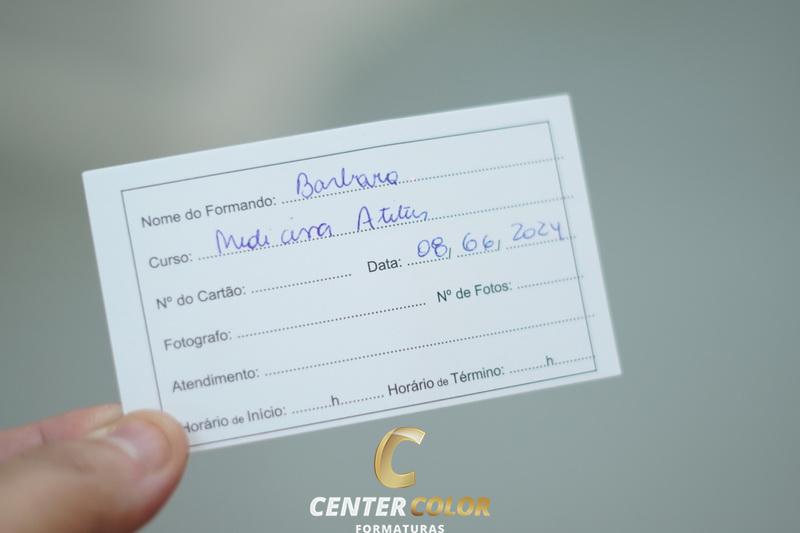 Nome do Formando: Barbara
Curso: Medicina Atitus
Nº do Cartão: Data: 08/06/2024
Fotografo: Nº de Fotos:
Atendimento:
Horário de Início: h Horário de Término: h
CENTER COLOR
FORMATURAS